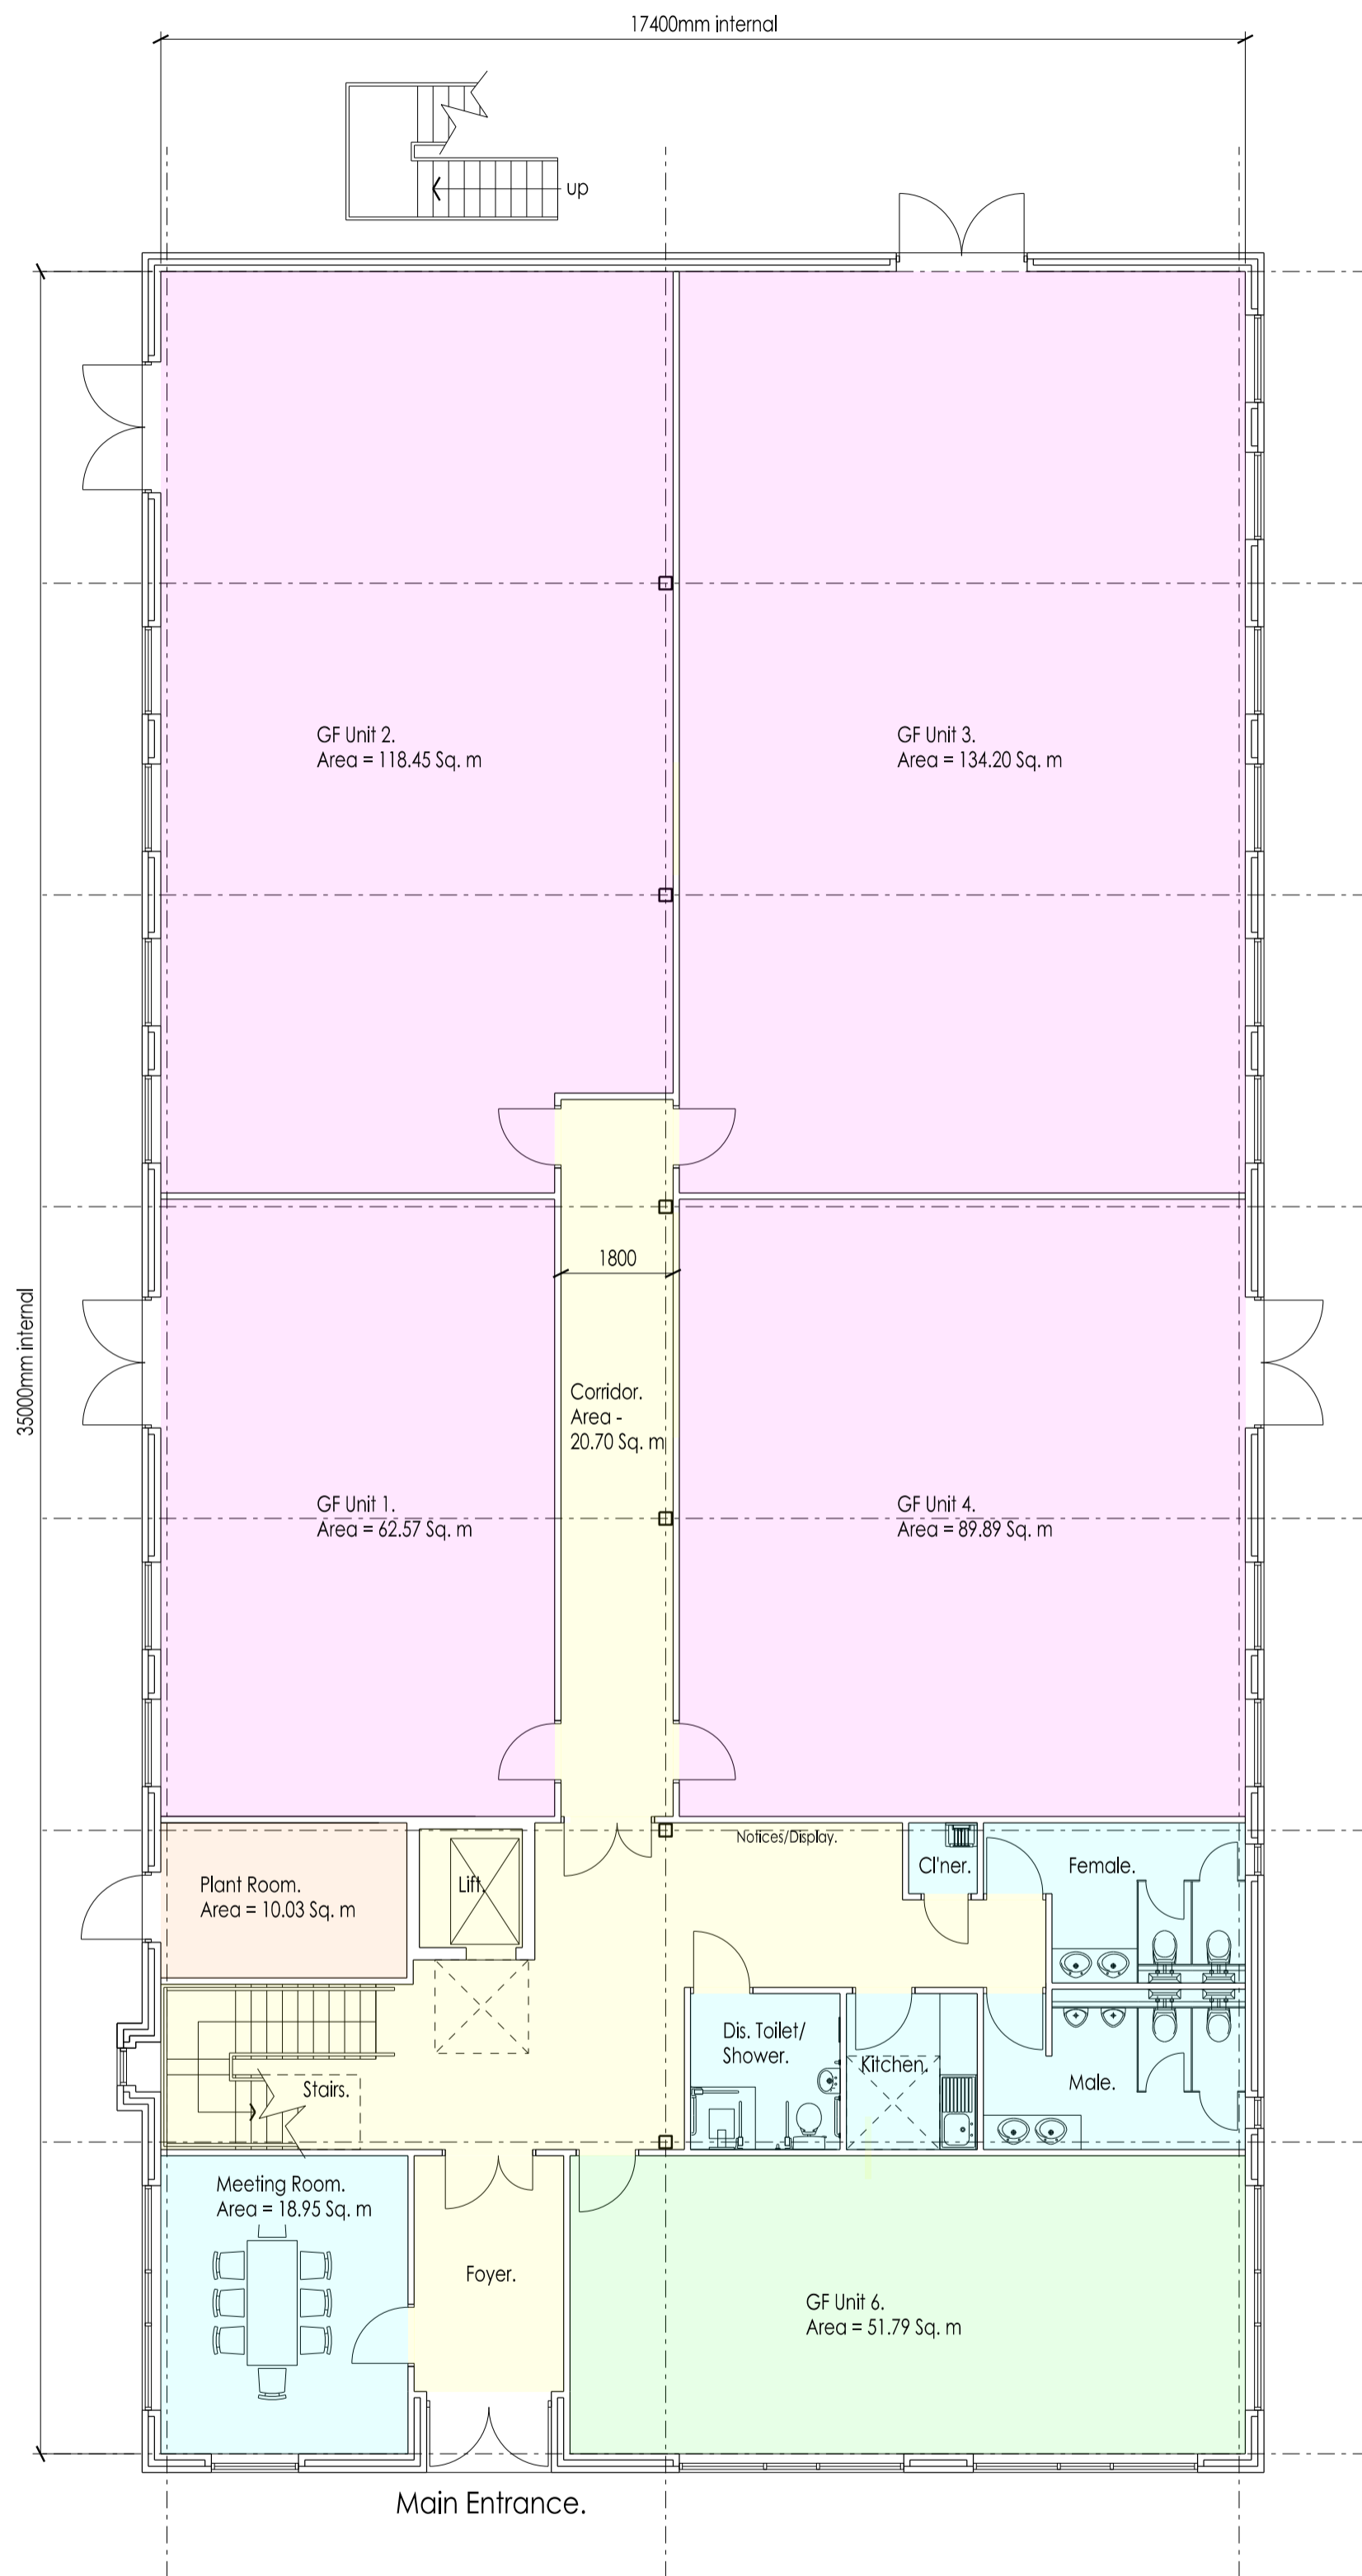 17400mm internal
up
GF Unit 2.
Area = 118.45 Sq. m
GF Unit 3.
Area = 134.20 Sq. m
1800
35000mm internal
Corridor.
Area -
20.70 Sq. m
GF Unit 1.
Area = 62.57 Sq. m
GF Unit 4.
Area = 89.89 Sq. m
Notices/Display.
Plant Room.
Area = 10.03 Sq. m
Lift.
Cl'ner.
Female.
Dis. Toilet/
Shower.
Kitchen.
Male.
Stairs.
Meeting Room.
Area = 18.95 Sq. m
Foyer.
GF Unit 6.
Area = 51.79 Sq. m
Main Entrance.